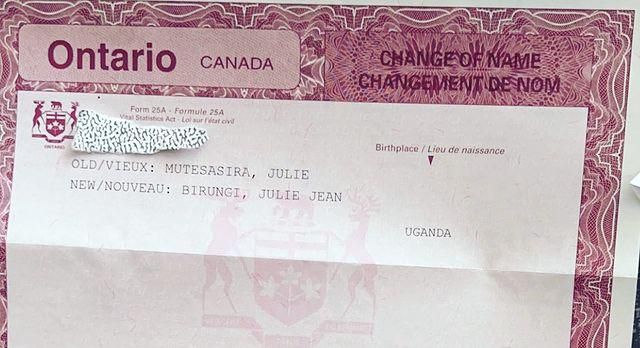 Ontario CANADA
CHANGE OF NAME
CHANGEMENT DE NOM
Form 25A - Formule 25A
Vital Statistics Act - Loi sur l'état civil
ONTARIO
Birthplace / Lieu de naissance
OLD/VIEUX: MUTESASIRA, JULIE
NEW/NOUVEAU: BIRUNGI, JULIE JEAN
UGANDA